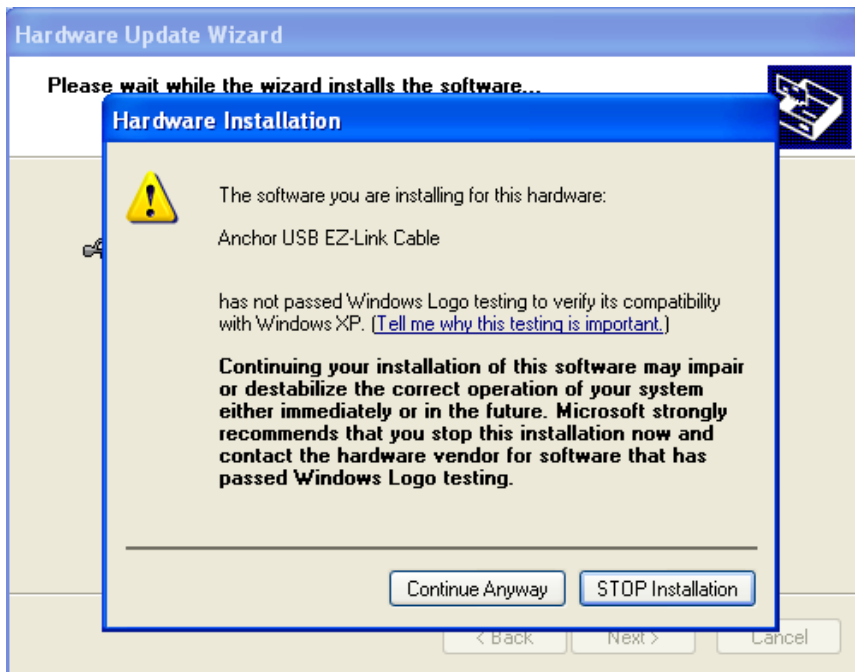 Hardware Update Wizard
Please wait while the wizard installs the software...
Hardware Installation
The software you are installing for this hardware:
Anchor USB EZ-Link Cable
has not passed Windows Logo testing to verify its compatibility
with Windows XP. (Tell me why this testing is important.)
Continuing your installation of this software may impair
or destabilize the correct operation of your system
either immediately or in the future. Microsoft strongly
recommends that you stop this installation now and
contact the hardware vendor for software that has
passed Windows Logo testing.
Continue Anyway STOP Installation
< Back Next > Cancel